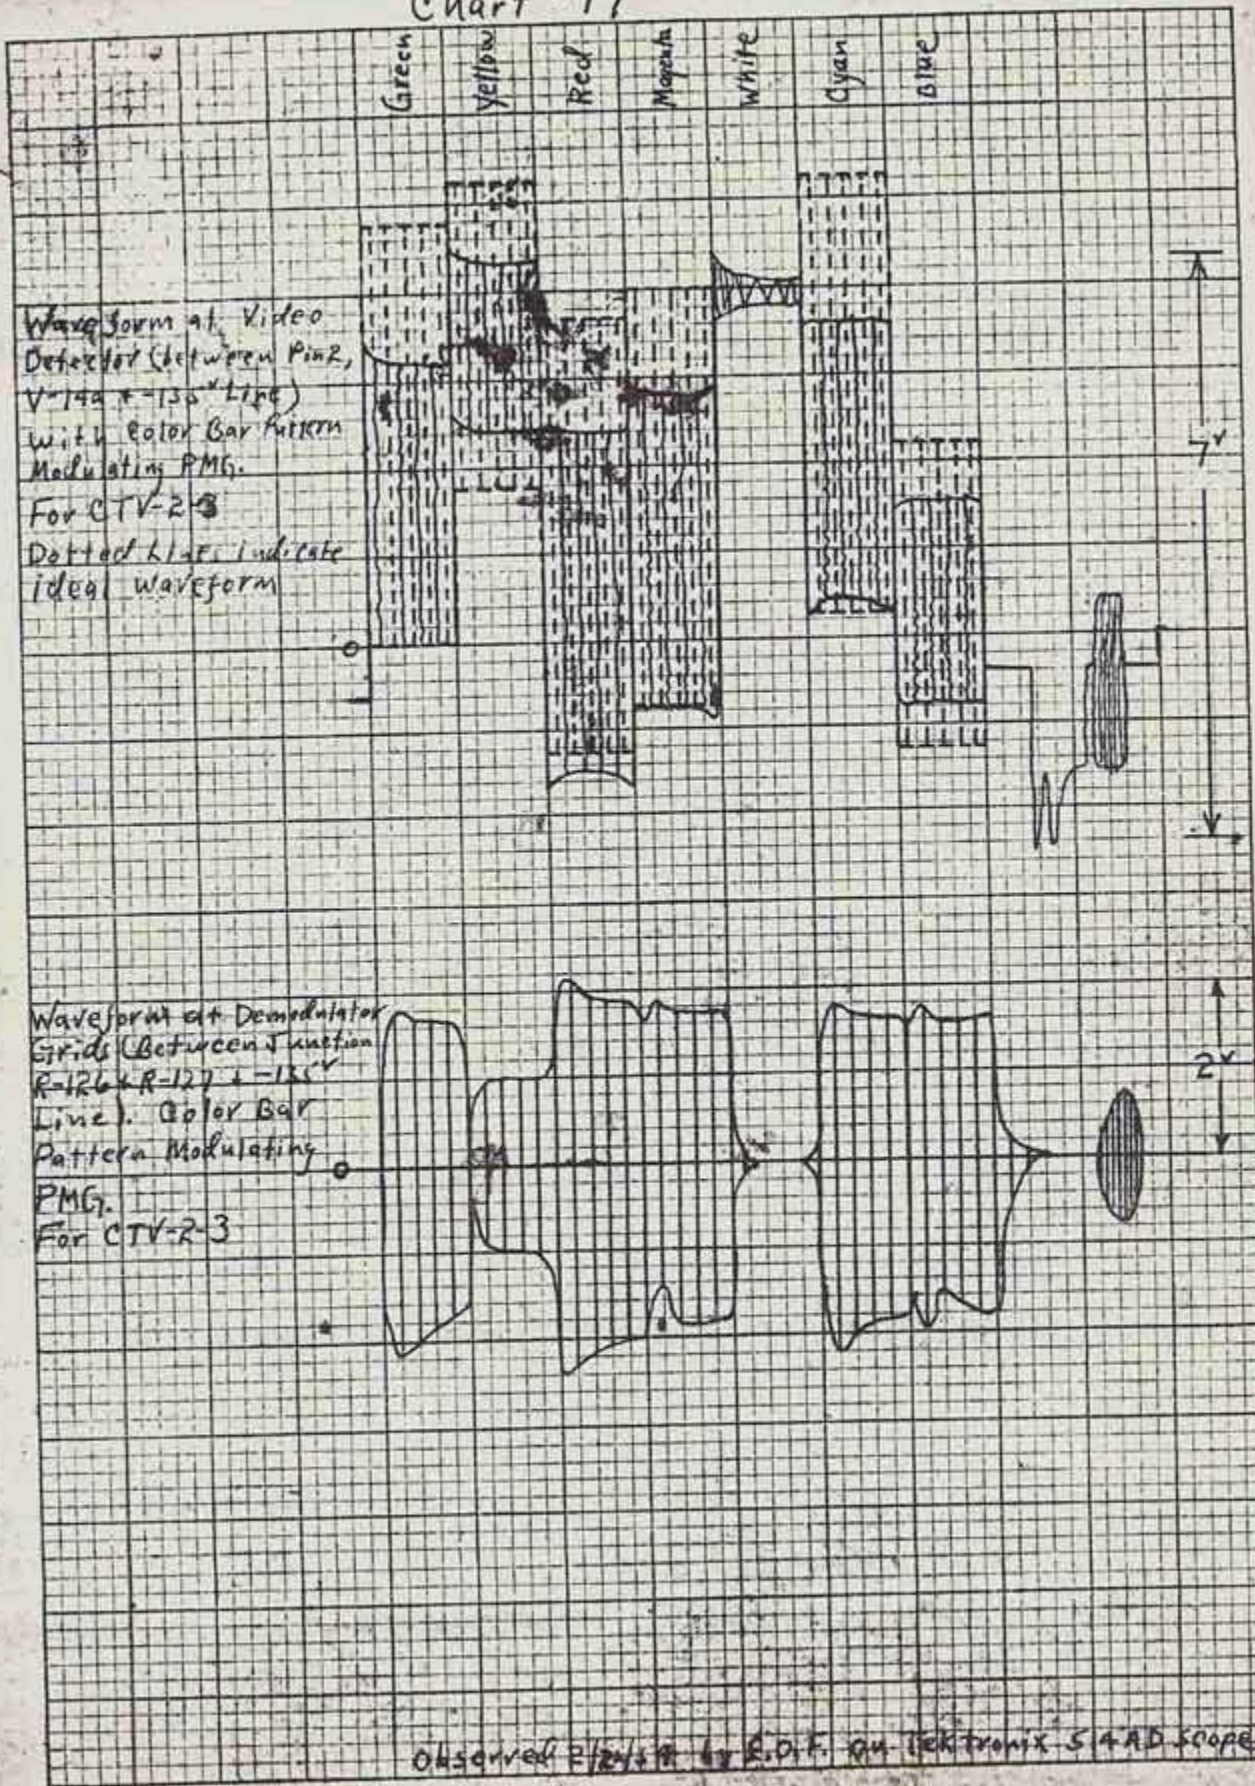 Chart 17
Green
Yellow
Red
Magenta
White
Cyan
Blue
Waveform at Video
Detector (between Pin2,
V-14a + -135ᵛ Line)
with Color Bar Pattern
Modulating PMG.
For CTV-2-3
Dotted Lines indicate
ideal waveform
0
7ᵛ
Waveform at Demodulator
Grids (Between Junction
R-126 & R-127 + -135ᵛ
Line). Color Bar
Pattern Modulating
PMG.
For CTV-2-3
0
2ᵛ
Observed by E.O.F. on Tektronix 514AD Scope